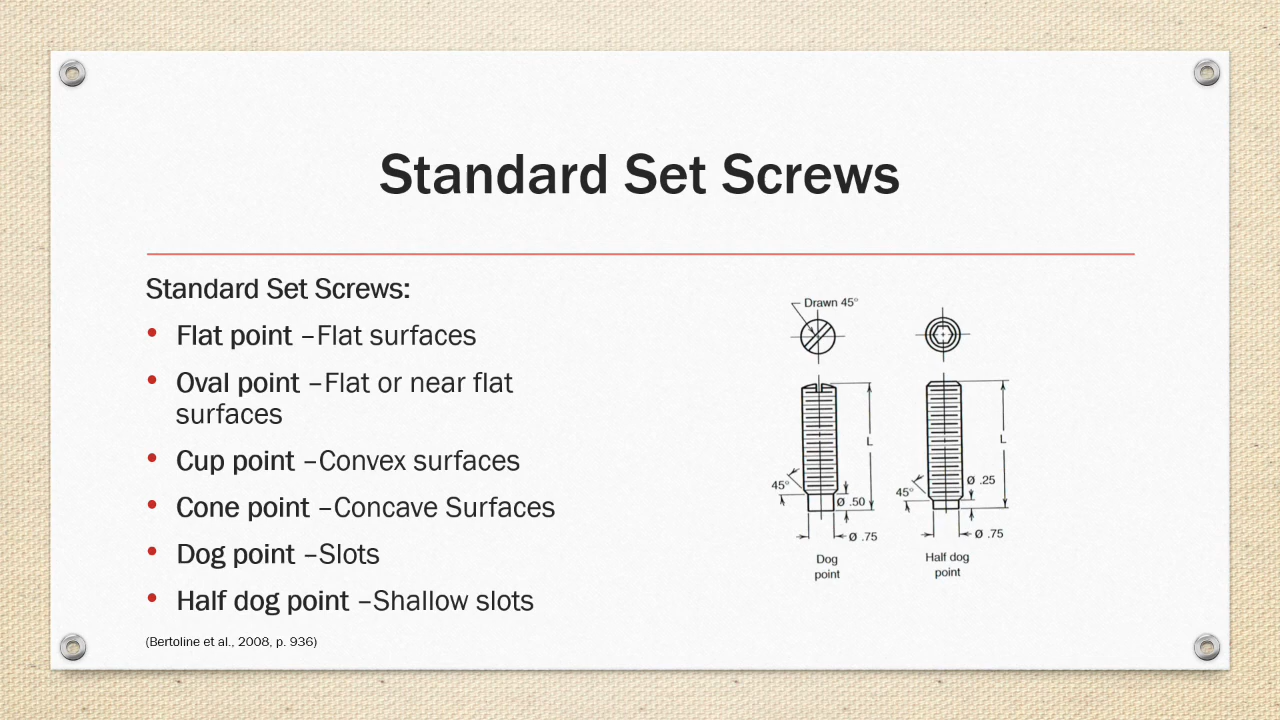 Standard Set Screws
Standard Set Screws:
• Flat point –Flat surfaces
• Oval point –Flat or near flat
surfaces
• Cup point –Convex surfaces
• Cone point –Concave Surfaces
• Dog point –Slots
• Half dog point –Shallow slots
(Bertoline et al., 2008, p. 936)
Drawn 45°
L
45°
Ø .50
Ø .75
Dog
point
L
Ø .25
45°
Ø .75
Half dog
point